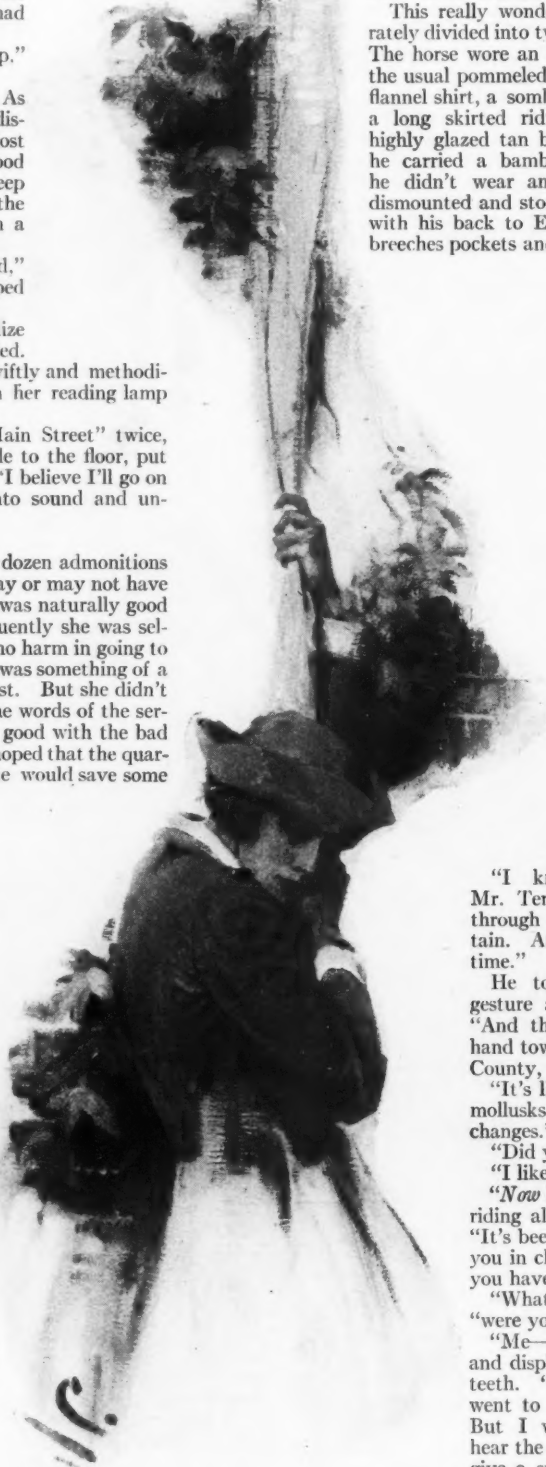 had
p."
As
dis-
ost
ood
eep
the
n a
d,"
ped
ize
ed.
iftly and methodi-
n her reading lamp
Main Street" twice,
le to the floor, put
"I believe I'll go on
nto sound and un-
dozen admonitions
ay or may not have
was naturally good
uently she was sel-
no harm in going to
was something of a
st. But she didn't
he words of the ser-
good with the bad
hoped that the quar-
e would save some
This really wond
rately divided into tw
The horse wore an
the usual pommeled
flannel shirt, a somb
a long skirted rid
highly glazed tan b
he carried a bamb
he didn't wear an
dismounted and stoo
with his back to E
breeches pockets and
"I kn
Mr. Ter
through
tain. A
time."
He to
gesture a
"And th
hand tow
County,
"It's l
mollusks
changes."
"Did y
"I like
"Now
riding al
"It's bee
you in cl
you have
"What
"were yo
"Me—
and disp
teeth. "
went to
But I w
hear the